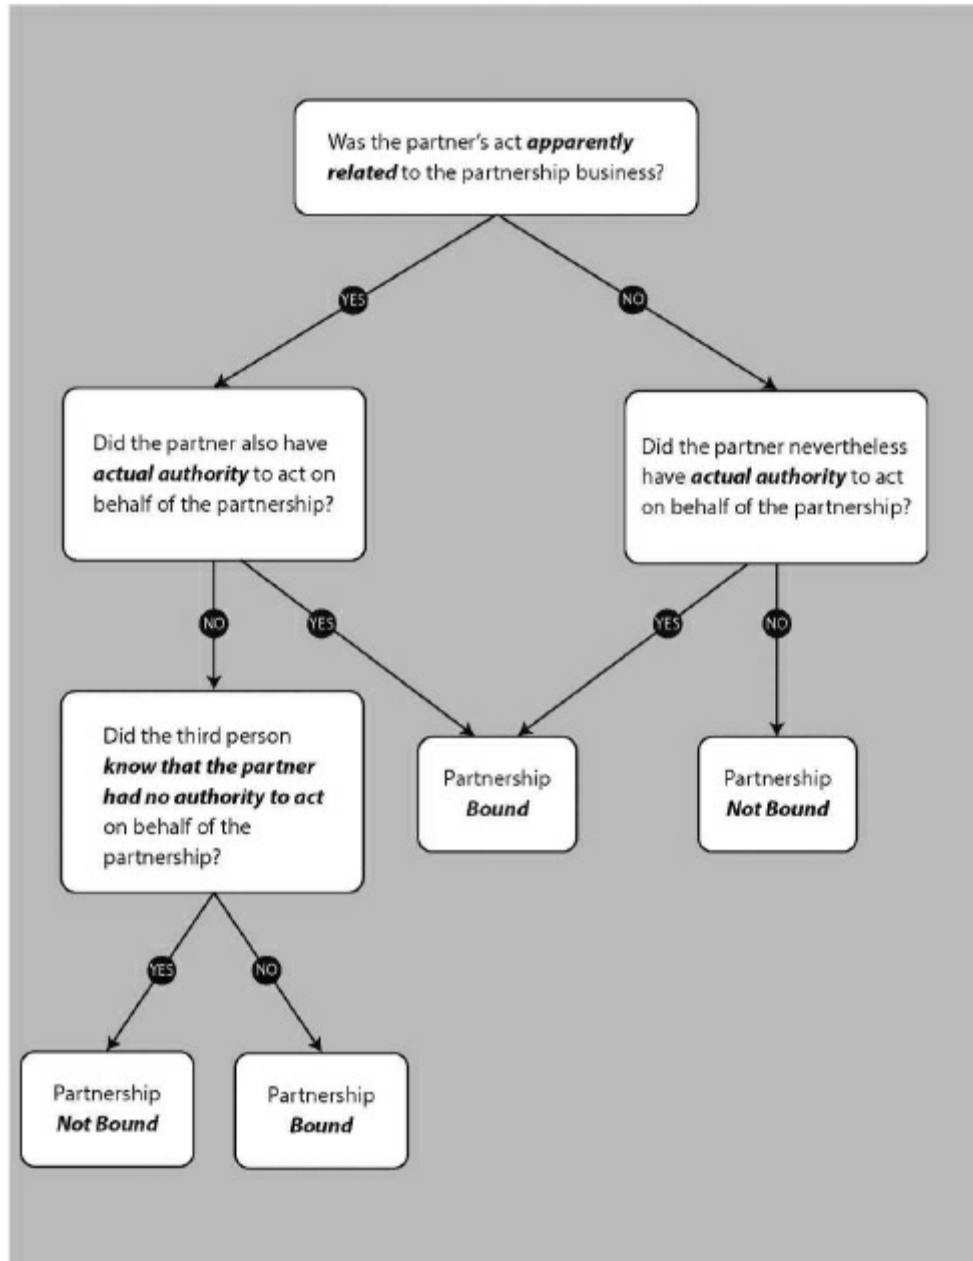 Was the partner's act apparently
related to the partnership business?
YES
NO
Did the partner also have
actual authority to act on
behalf of the partnership?
Did the partner nevertheless
have actual authority to act
on behalf of the partnership?
NO
YES
YES
NO
Did the third person
know that the partner
had no authority to act
on behalf of the
partnership?
Partnership
Bound
Partnership
Not Bound
YES
NO
Partnership
Not Bound
Partnership
Bound